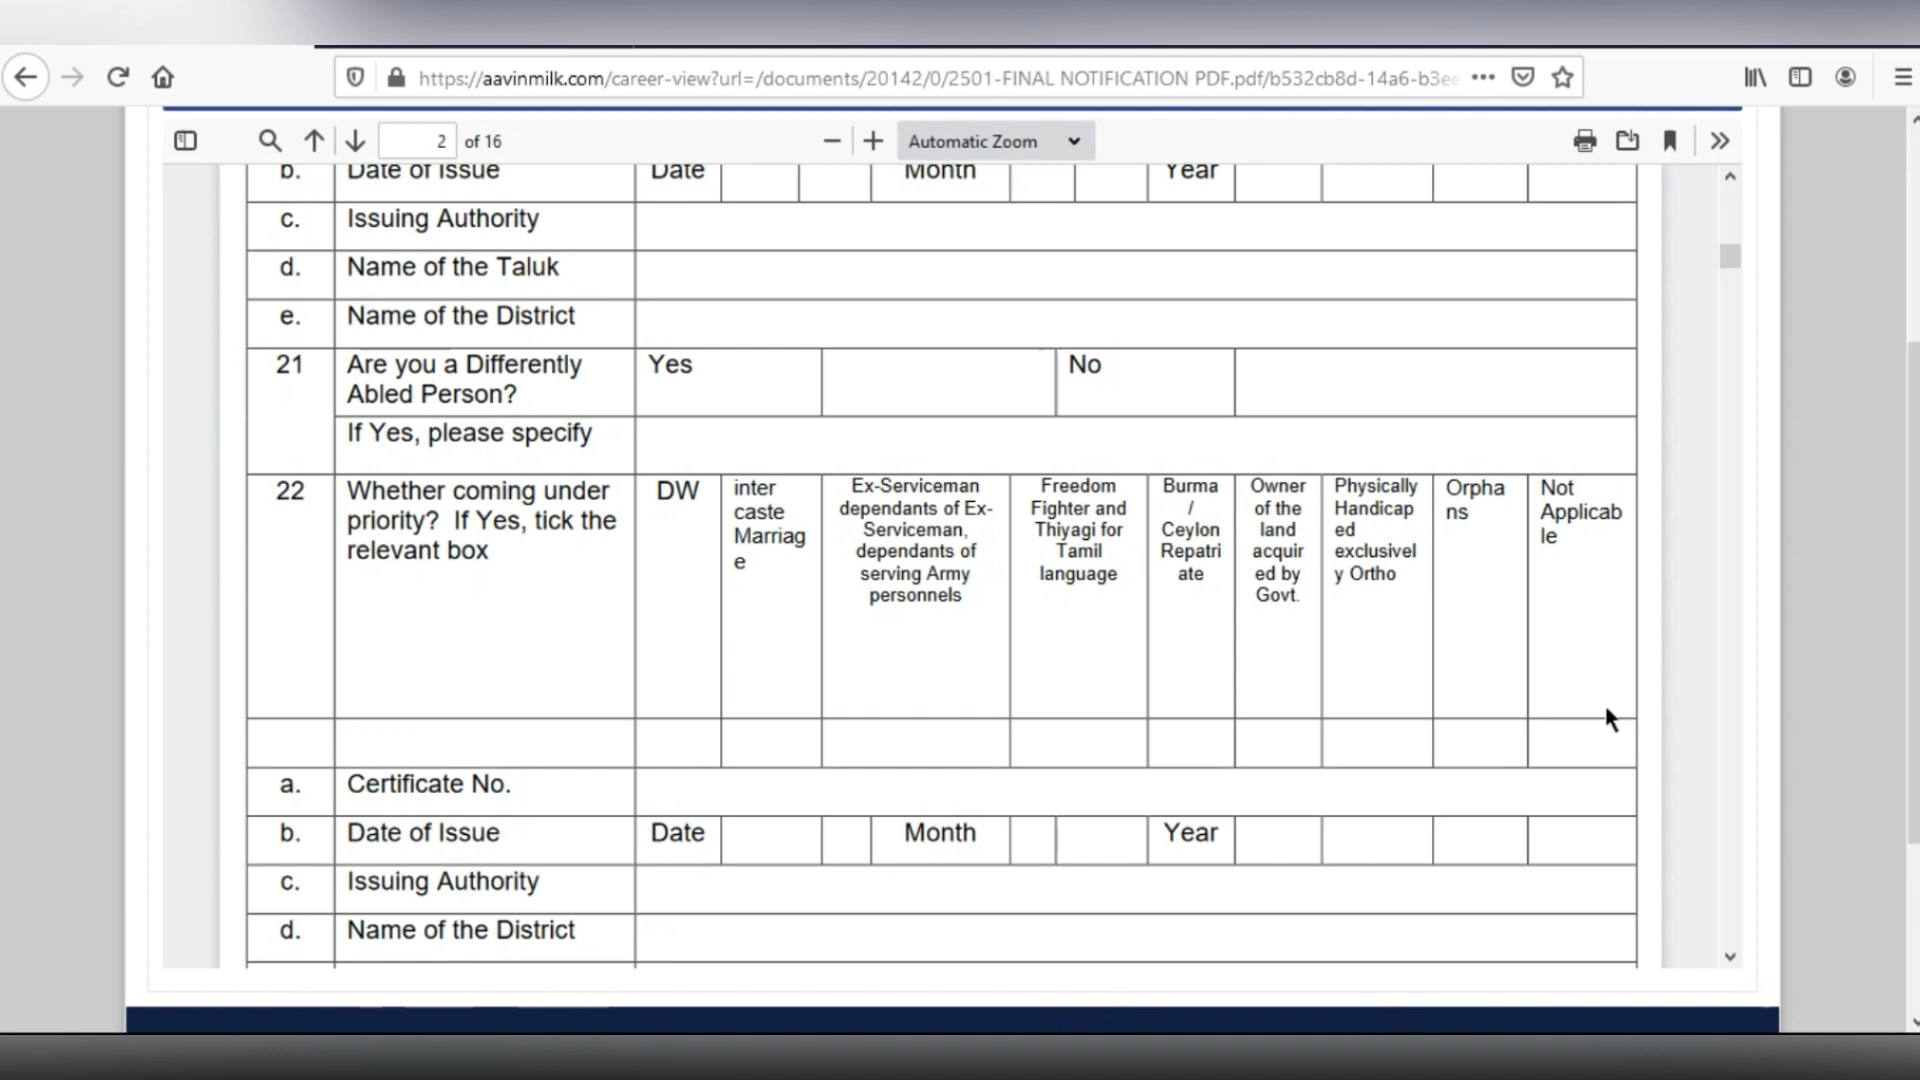 https://aavinmilk.com/career-view?url=/documents/20142/0/2501-FINAL NOTIFICATION PDF.pdf/b532cb8d-14a6-b3ee
2 of 16
Automatic Zoom
b. Date of Issue Date Month Year
c. Issuing Authority
d. Name of the Taluk
e. Name of the District
21 Are you a Differently
Abled Person?
Yes No
If Yes, please specify
22 Whether coming under
priority? If Yes, tick the
relevant box
DW
inter
caste
Marriag
e
Ex-Serviceman
dependants of Ex-
Serviceman,
dependants of
serving Army
personnels
Freedom
Fighter and
Thiyagi for
Tamil
language
Burma
/
Ceylon
Repatri
ate
Owner
of the
land
acquir
ed by
Govt.
Physically
Handicap
ed
exclusivel
y Ortho
Orpha
ns
Not
Applicab
le
a. Certificate No.
b. Date of Issue Date Month Year
c. Issuing Authority
d. Name of the District